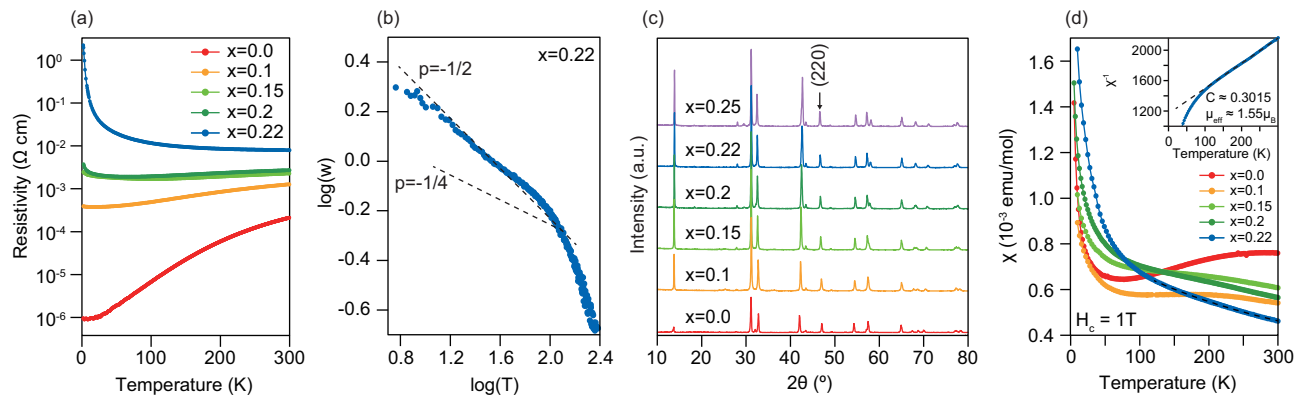 (a)
Resistivity (Ω cm)
10⁰
10⁻¹
10⁻²
10⁻³
10⁻⁴
10⁻⁵
10⁻⁶
x=0.0
x=0.1
x=0.15
x=0.2
x=0.22
0
100
200
300
Temperature (K)
(b)
log(w)
0.4
0.2
0.0
-0.2
-0.4
-0.6
x=0.22
p=-1/2
p=-1/4
0.8
1.2
1.6
2.0
2.4
log(T)
(c)
Intensity (a.u.)
(220)
x=0.25
x=0.22
x=0.2
x=0.15
x=0.1
x=0.0
10 20 30 40 50 60 70 80
2θ (º)
(d)
χ (10⁻³ emu/mol)
1.6
1.4
1.2
1.0
0.8
0.6
0.4
χ⁻¹
2000
1600
1200
C ≈ 0.3015
μeff ≈ 1.55μB
0
100
200
Temperature (K)
x=0.0
x=0.1
x=0.15
x=0.2
x=0.22
Hc = 1T
0
100
200
300
Temperature (K)